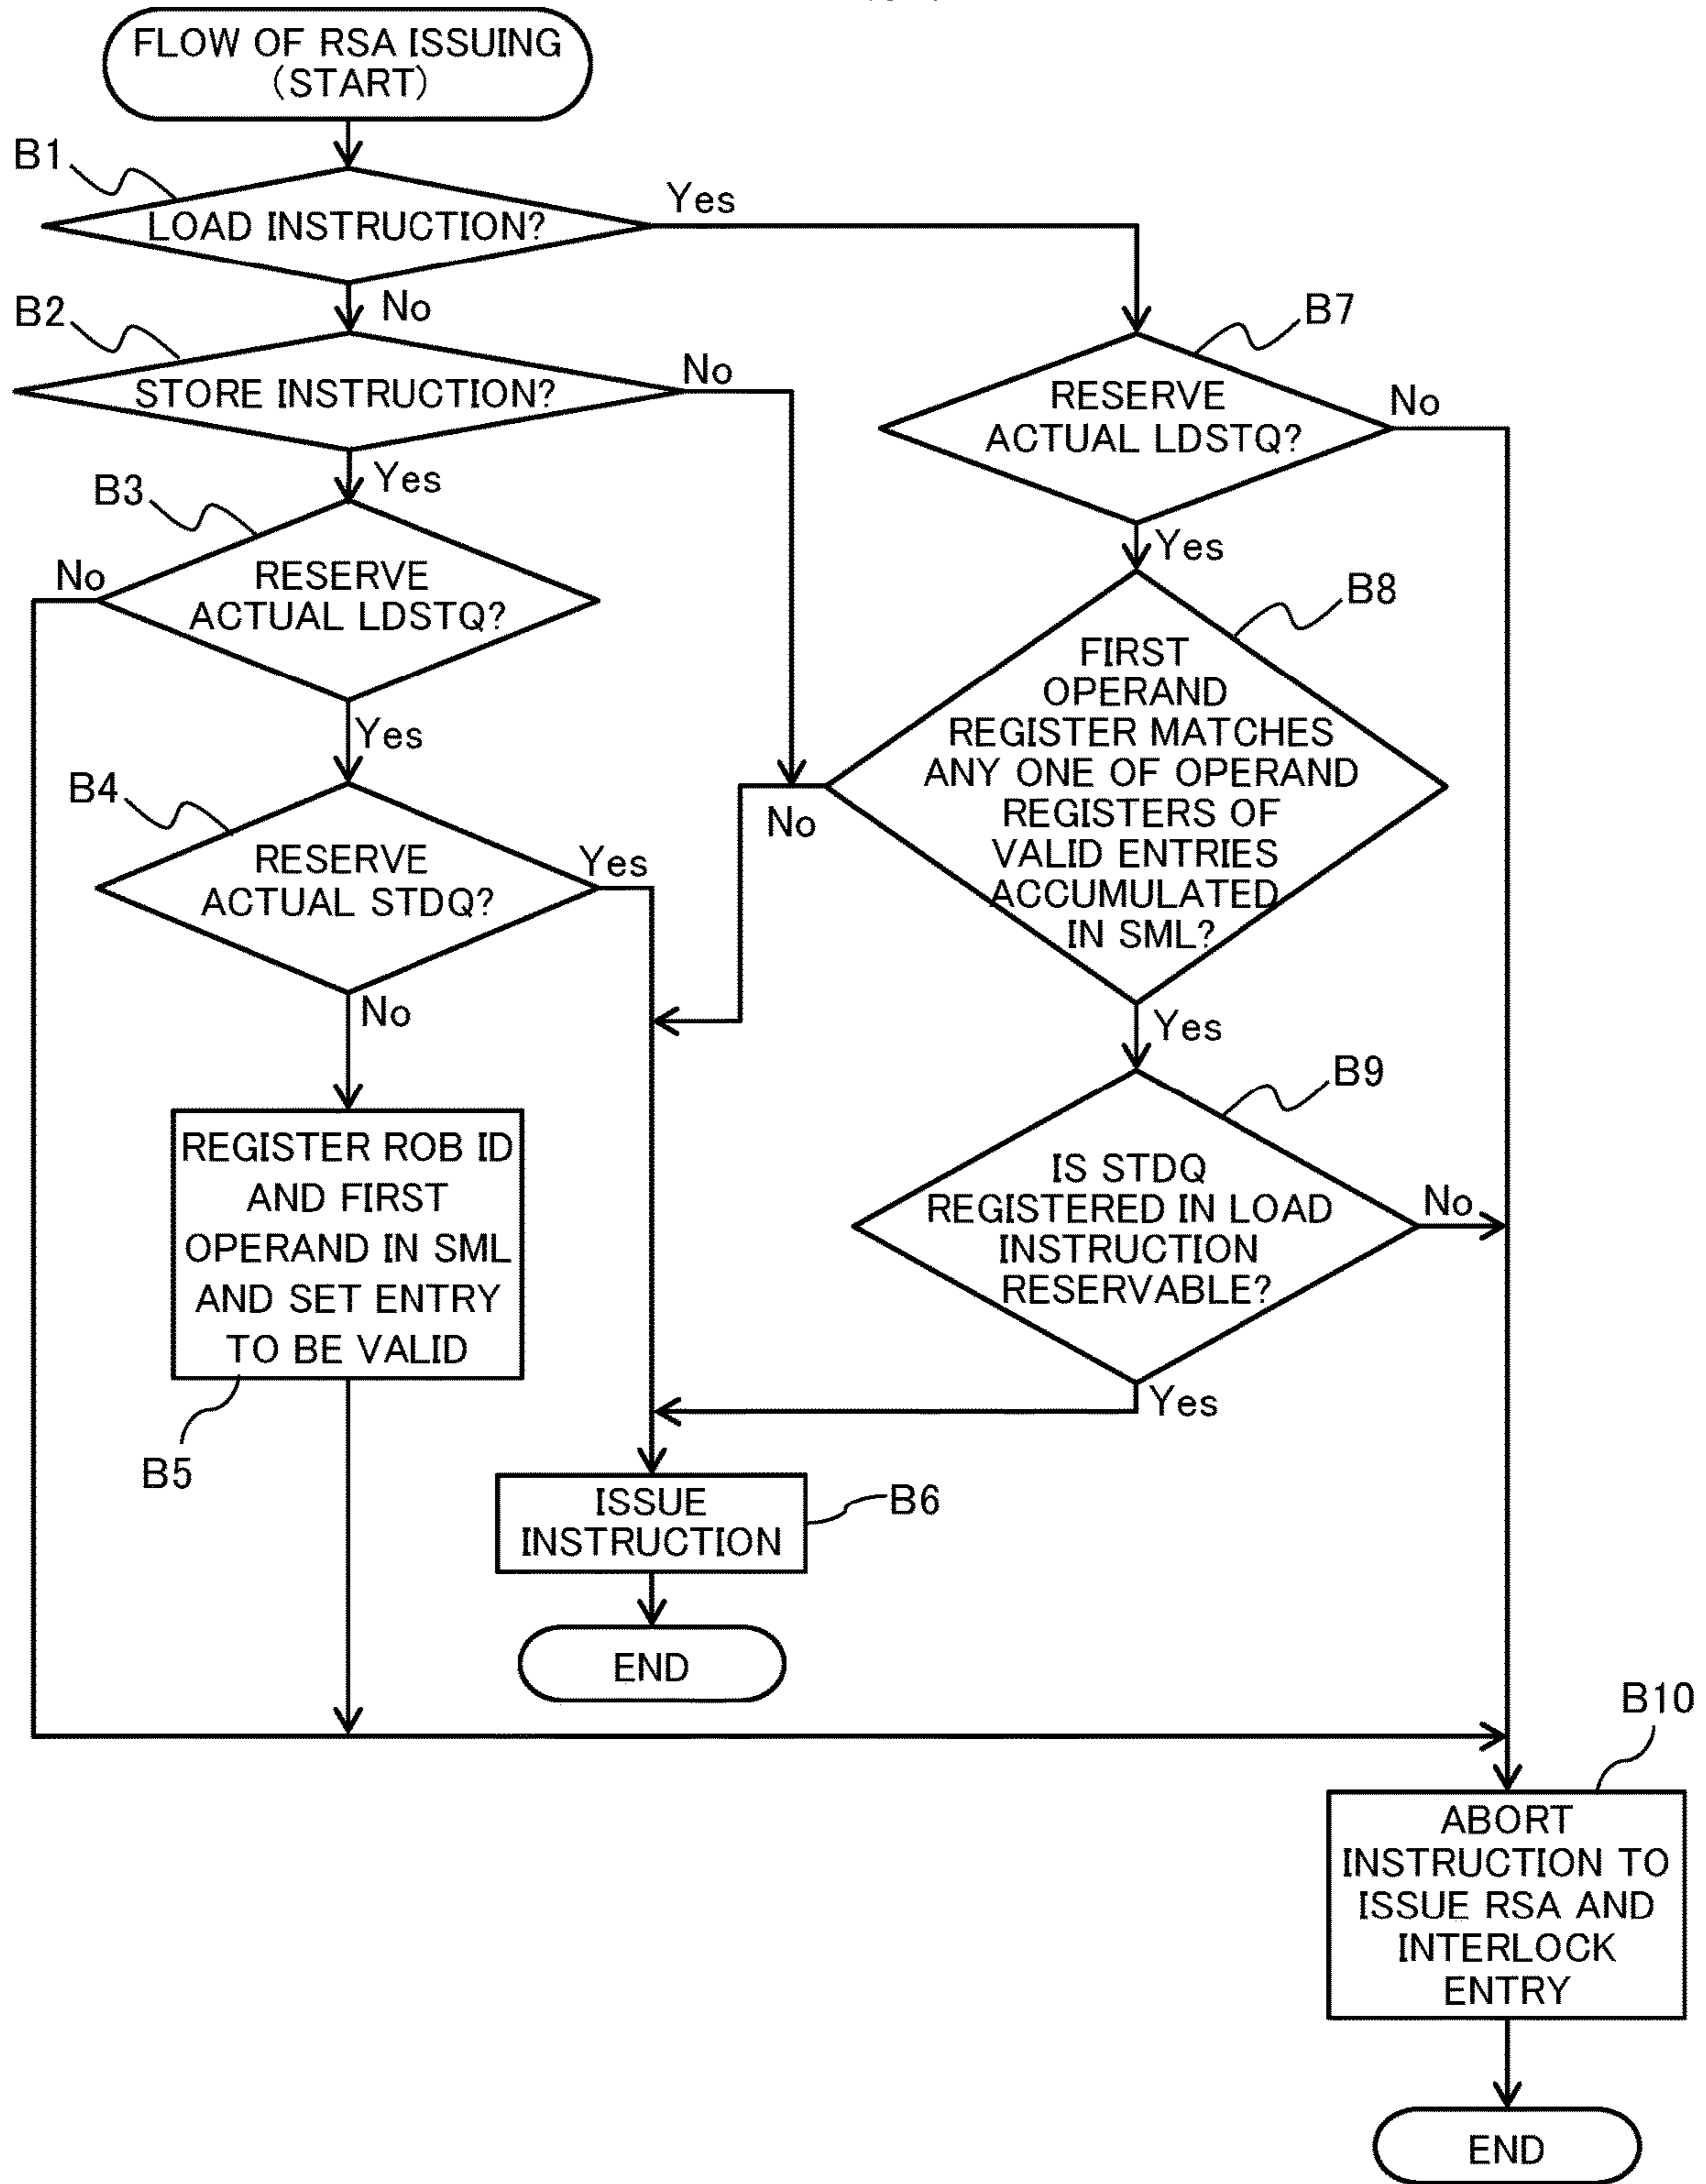 FLOW OF RSA ISSUING
(START)
B1
LOAD INSTRUCTION?
Yes
No
B2
STORE INSTRUCTION?
No
Yes
B7
RESERVE
ACTUAL LDSTQ?
No
Yes
B3
RESERVE
ACTUAL LDSTQ?
No
Yes
B8
FIRST
OPERAND
REGISTER MATCHES
ANY ONE OF OPERAND
REGISTERS OF
VALID ENTRIES
ACCUMULATED
IN SML?
No
Yes
B4
RESERVE
ACTUAL STDQ?
Yes
No
B9
IS STDQ
REGISTERED IN LOAD
INSTRUCTION
RESERVABLE?
No
Yes
REGISTER ROB ID
AND FIRST
OPERAND IN SML
AND SET ENTRY
TO BE VALID
B5
ISSUE
INSTRUCTION
B6
END
B10
ABORT
INSTRUCTION TO
ISSUE RSA AND
INTERLOCK
ENTRY
END